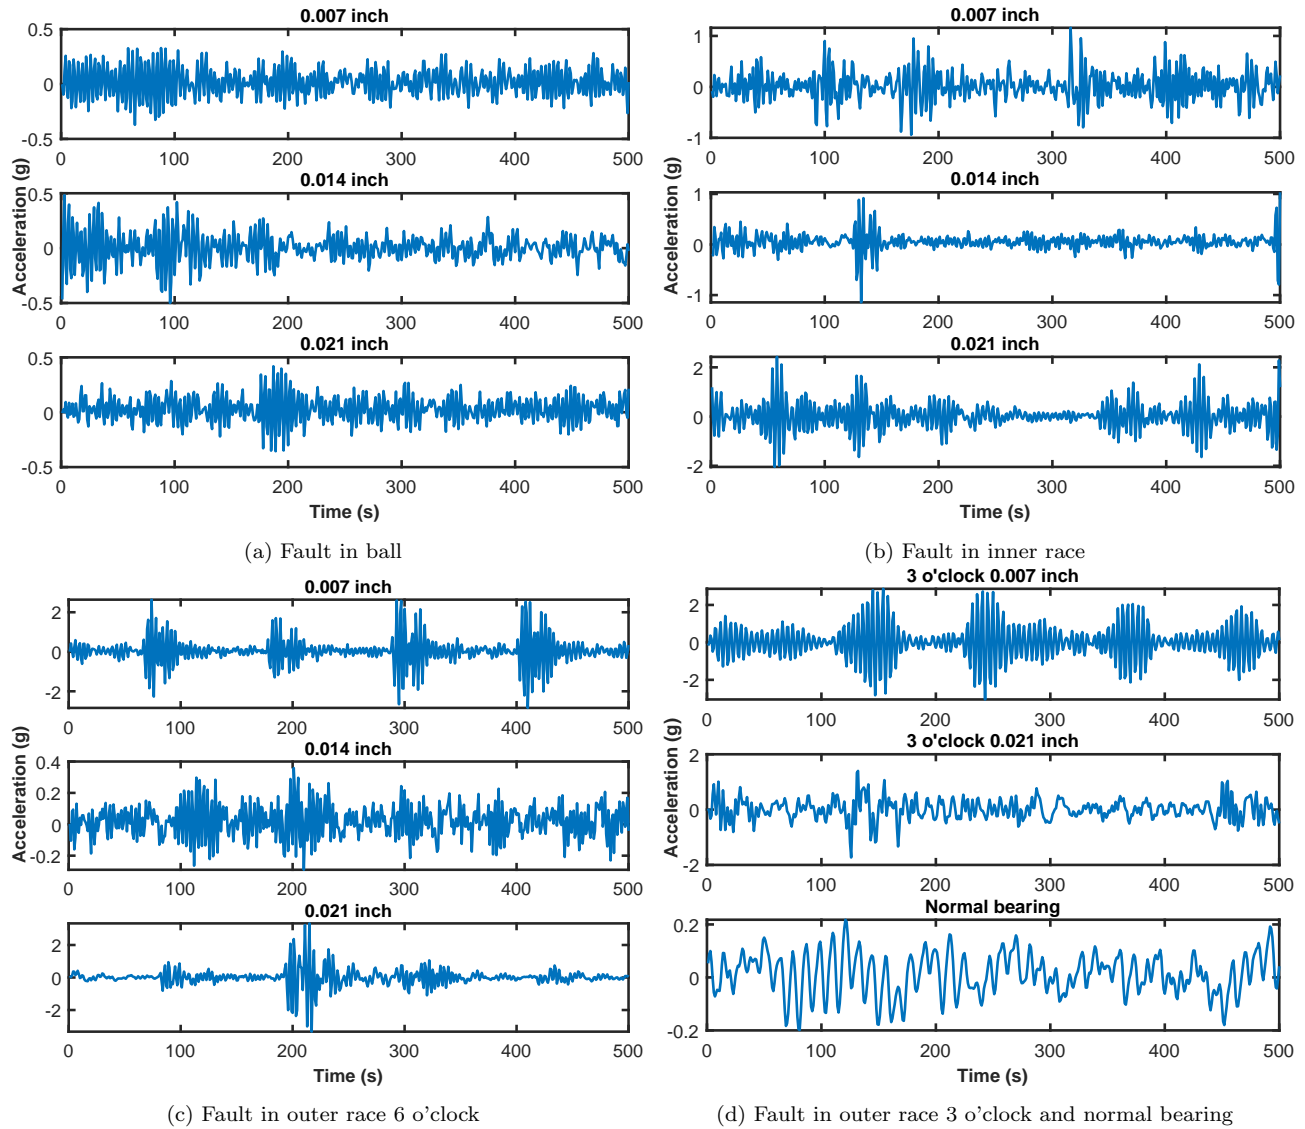 0.007 inch
0.5
0
-0.5
0 100 200 300 400 500
0.014 inch
0.5
0
-0.5
0 100 200 300 400 500
0.021 inch
0.5
0
-0.5
0 100 200 300 400 500
Acceleration (g)
Time (s)
(a) Fault in ball
0.007 inch
1
0
-1
0 100 200 300 400 500
0.014 inch
1
0
-1
0 100 200 300 400 500
0.021 inch
2
0
-2
0 100 200 300 400 500
Acceleration (g)
Time (s)
(b) Fault in inner race
0.007 inch
2
0
-2
0 100 200 300 400 500
0.014 inch
0.4
0.2
0
-0.2
0 100 200 300 400 500
0.021 inch
2
0
-2
0 100 200 300 400 500
Acceleration (g)
Time (s)
(c) Fault in outer race 6 o'clock
3 o'clock 0.007 inch
2
0
-2
0 100 200 300 400 500
3 o'clock 0.021 inch
2
0
-2
0 100 200 300 400 500
Normal bearing
0.2
0
-0.2
0 100 200 300 400 500
Acceleration (g)
Time (s)
(d) Fault in outer race 3 o'clock and normal bearing